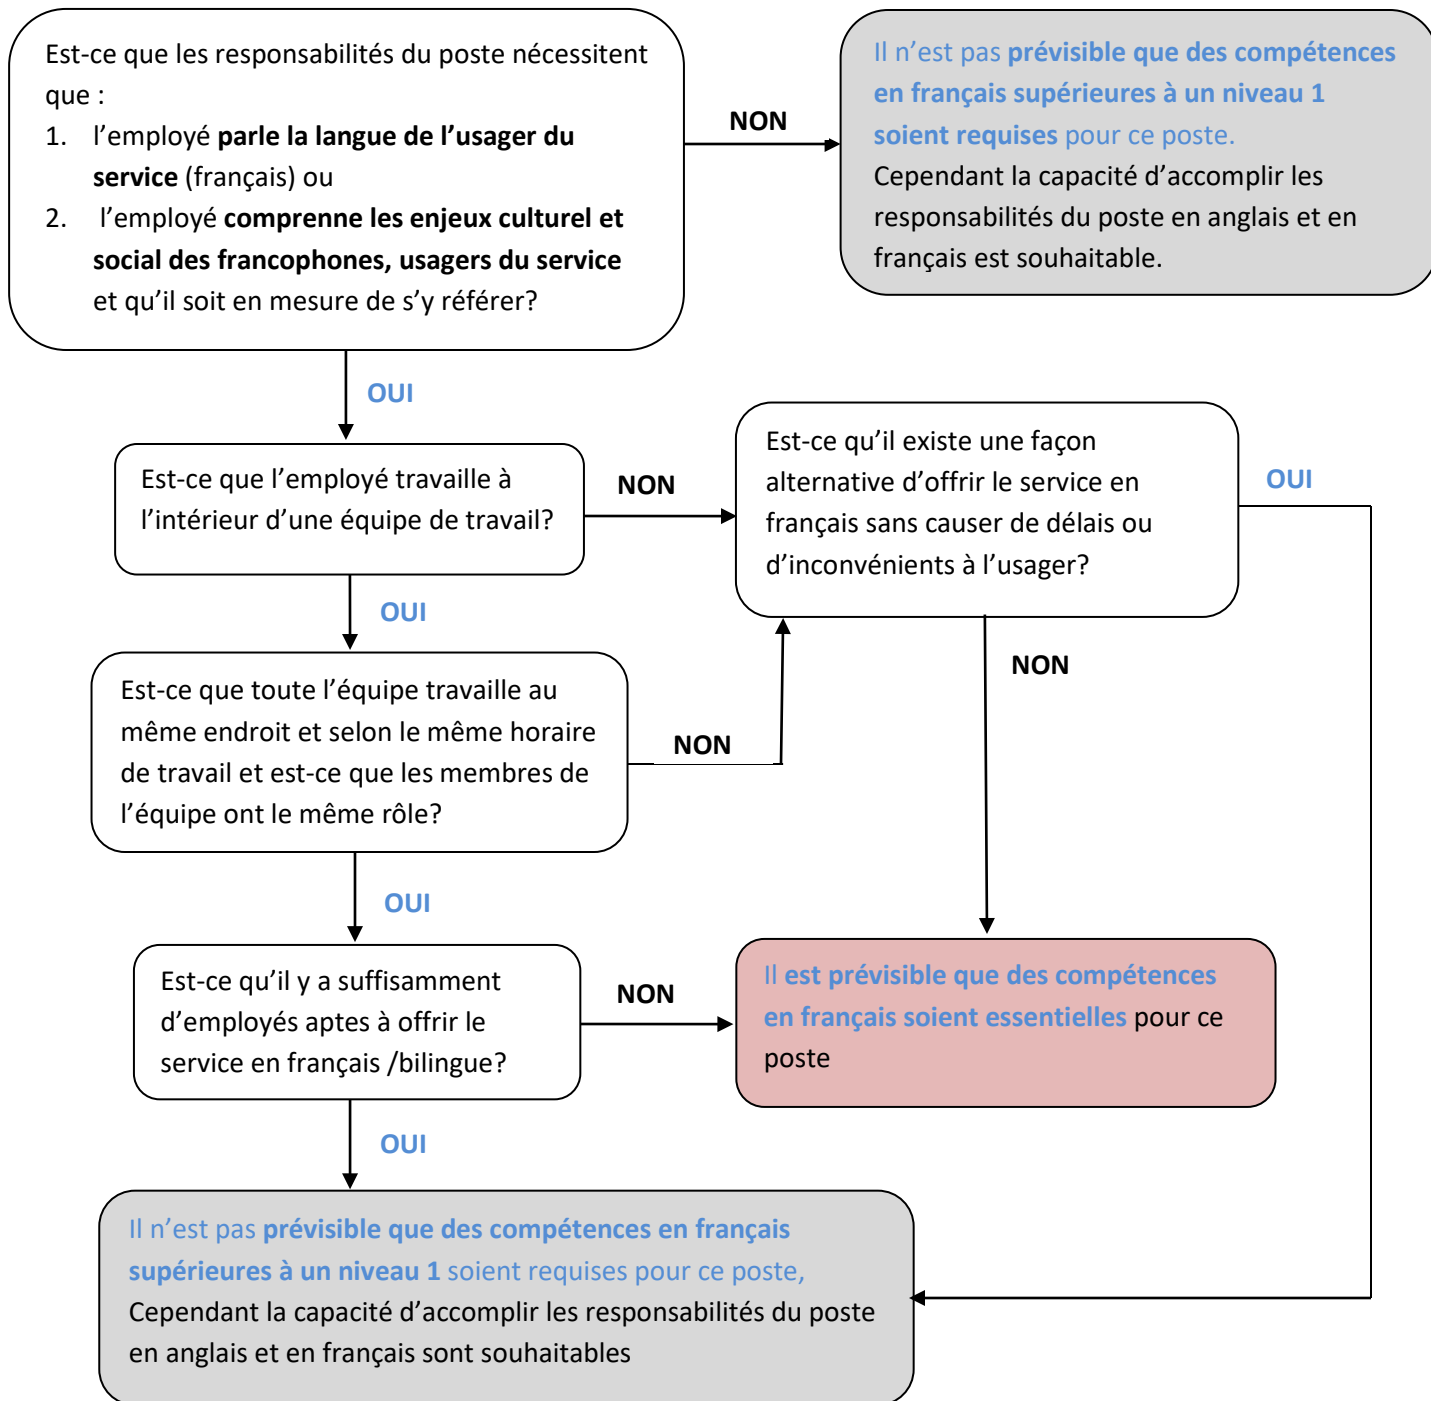 Est-ce que les responsabilités du poste nécessitent
que :
1. l’employé parle la langue de l’usager du
service (français) ou
2. l’employé comprenne les enjeux culturel et
social des francophones, usagers du service
et qu’il soit en mesure de s’y référer?
NON
Il n’est pas prévisible que des compétences
en français supérieures à un niveau 1
soient requises pour ce poste.
Cependant la capacité d’accomplir les
responsabilités du poste en anglais et en
français est souhaitable.
OUI
Est-ce que l’employé travaille à
l’intérieur d’une équipe de travail?
NON
Est-ce qu’il existe une façon
alternative d’offrir le service en
français sans causer de délais ou
d’inconvénients à l’usager?
OUI
OUI
NON
Est-ce que toute l’équipe travaille au
même endroit et selon le même horaire
de travail et est-ce que les membres de
l’équipe ont le même rôle?
NON
OUI
Est-ce qu’il y a suffisamment
d’employés aptes à offrir le
service en français /bilingue?
NON
Il est prévisible que des compétences
en français soient essentielles pour ce
poste
OUI
Il n’est pas prévisible que des compétences en français
supérieures à un niveau 1 soient requises pour ce poste,
Cependant la capacité d’accomplir les responsabilités du poste
en anglais et en français sont souhaitables